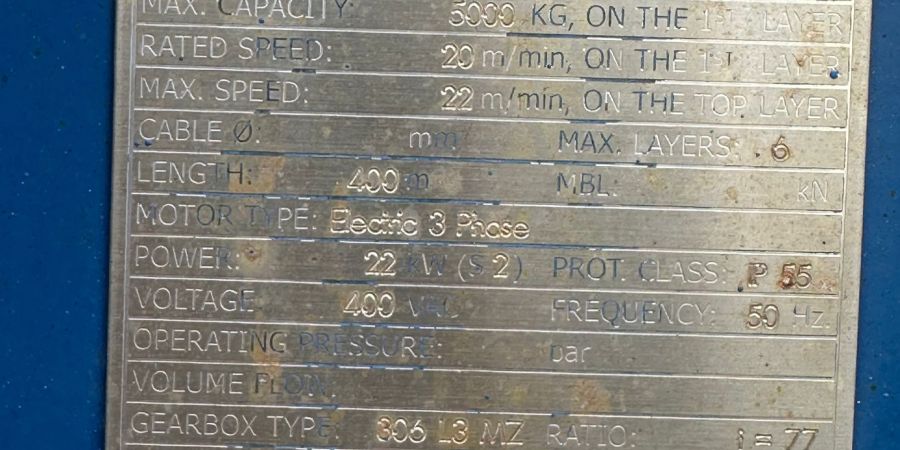 MAX. CAPACITY: 5000 KG, ON THE 1ST LAYER
RATED SPEED: 20 m/min, ON THE 1ST LAYER
MAX. SPEED: 22 m/min, ON THE TOP LAYER
CABLE Ø: mm MAX. LAYERS: 6
LENGTH: 400 m MBL: kN
MOTOR TYPE: Electric 3 Phase
POWER: 22 kW (S 2) PROT. CLASS: IP 55
VOLTAGE: 400 VAC FREQUENCY: 50 Hz.
OPERATING PRESSURE: bar
VOLUME FLOW:
GEARBOX TYPE: 306 L3 MZ RATIO: i = 77